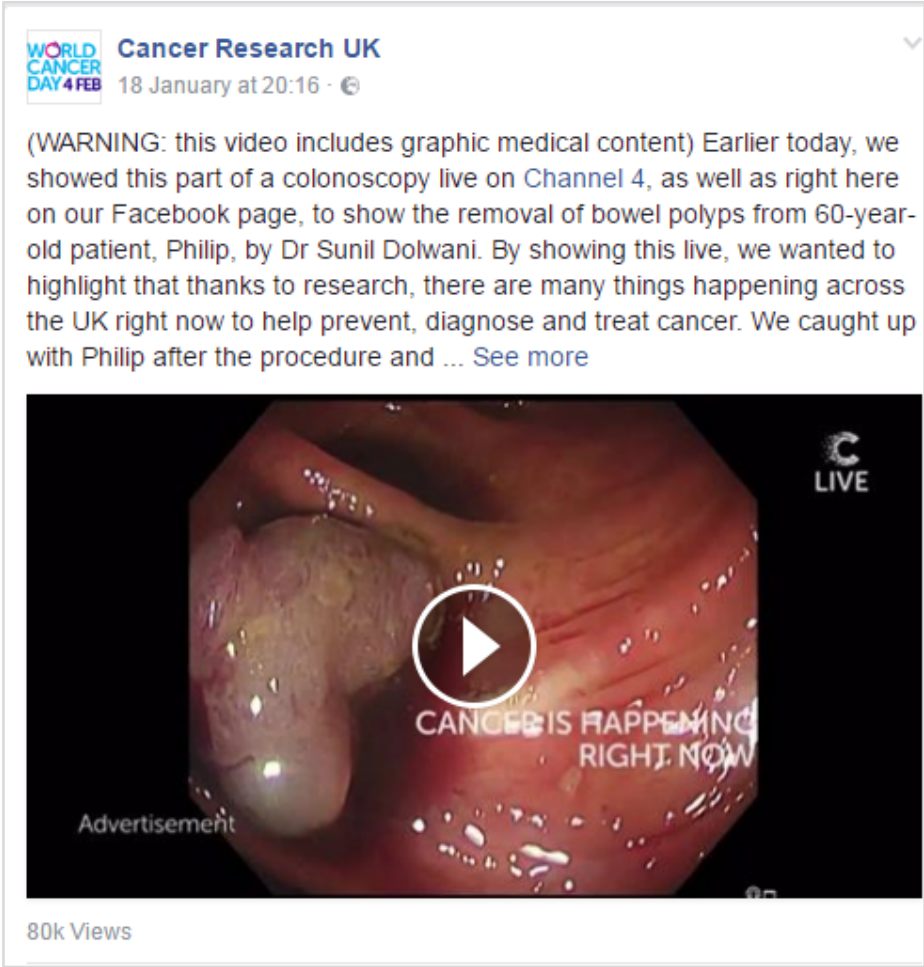 WORLD
CANCER
DAY 4 FEB
Cancer Research UK
18 January at 20:16 ·
(WARNING: this video includes graphic medical content) Earlier today, we
showed this part of a colonoscopy live on Channel 4, as well as right here
on our Facebook page, to show the removal of bowel polyps from 60-year-
old patient, Philip, by Dr Sunil Dolwani. By showing this live, we wanted to
highlight that thanks to research, there are many things happening across
the UK right now to help prevent, diagnose and treat cancer. We caught up
with Philip after the procedure and ... See more
C
LIVE
CANCER IS HAPPENING
RIGHT NOW
Advertisement
80k Views